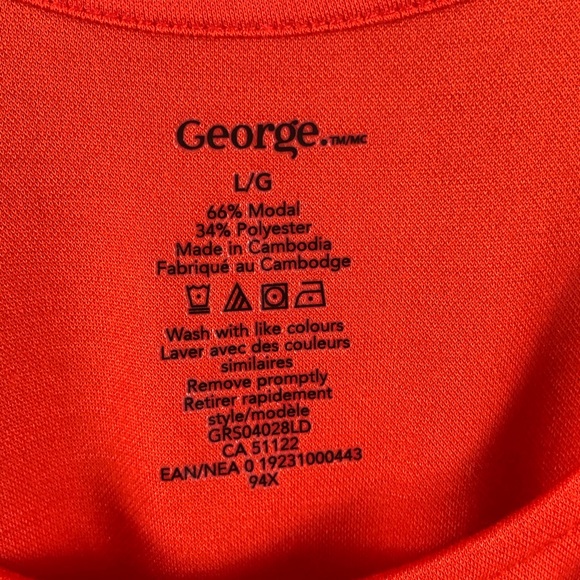 George.TM/MC
L/G
66% Modal
34% Polyester
Made in Cambodia
Fabriqué au Cambodge
Wash with like colours
Laver avec des couleurs
similaires
Remove promptly
Retirer rapidement
style/modèle
GRS04028LD
CA 51122
EAN/NEA 0 19231000443
94X